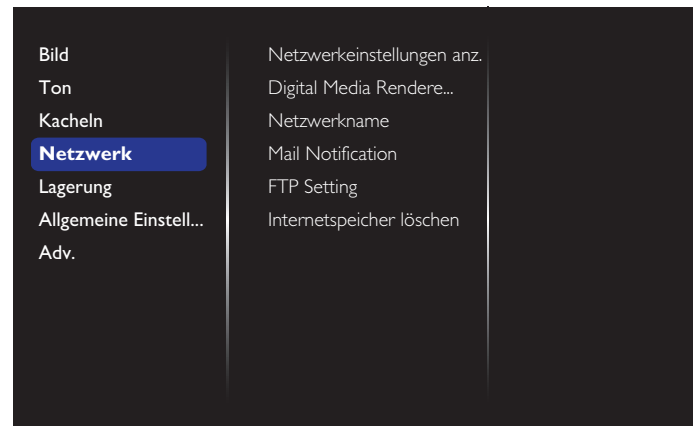 Bild
Ton
Kacheln
Netzwerk
Lagerung
Allgemeine Einstell...
Adv.
Netzwerkeinstellungen anz.
Digital Media Rendere...
Netzwerkname
Mail Notification
FTP Setting
Internetspeicher löschen